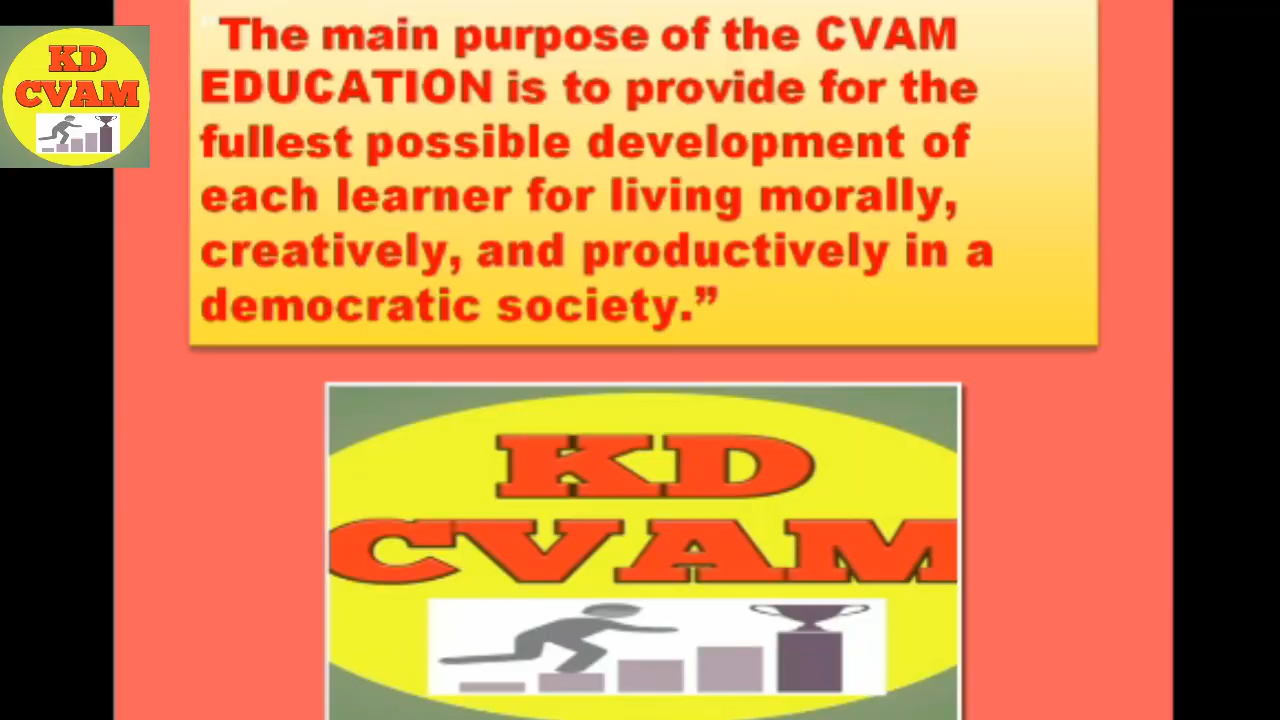 KD
CVAM
"The main purpose of the CVAM
EDUCATION is to provide for the
fullest possible development of
each learner for living morally,
creatively, and productively in a
democratic society.”
KD
CVAM